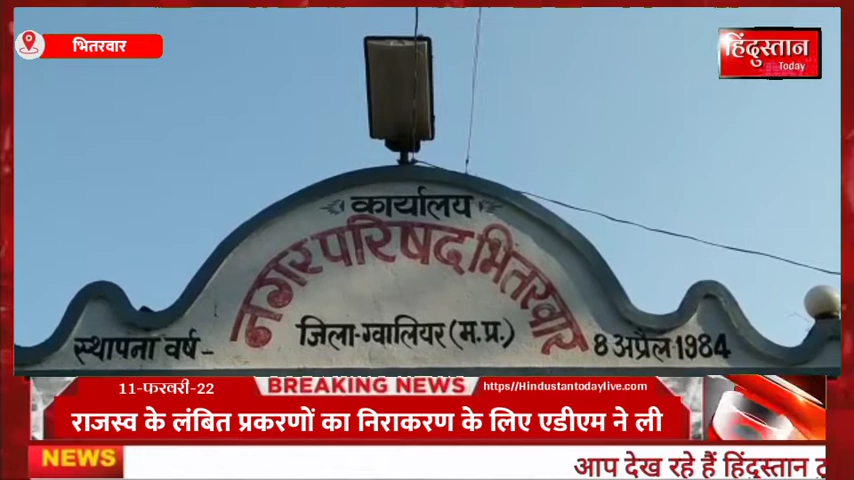 भितरवार
हिंदुस्तान
Today
कार्यालय
नगर परिषद भितरवार
जिला-ग्वालियर (म.प्र.)
स्थापना वर्ष - 8 अप्रैल 1984
11-फरवरी-22
BREAKING NEWS
https://Hindustantodaylive.com
राजस्व के लंबित प्रकरणों का निराकरण के लिए एडीएम ने ली
NEWS
आप देख रहे हैं हिंदुस्तान